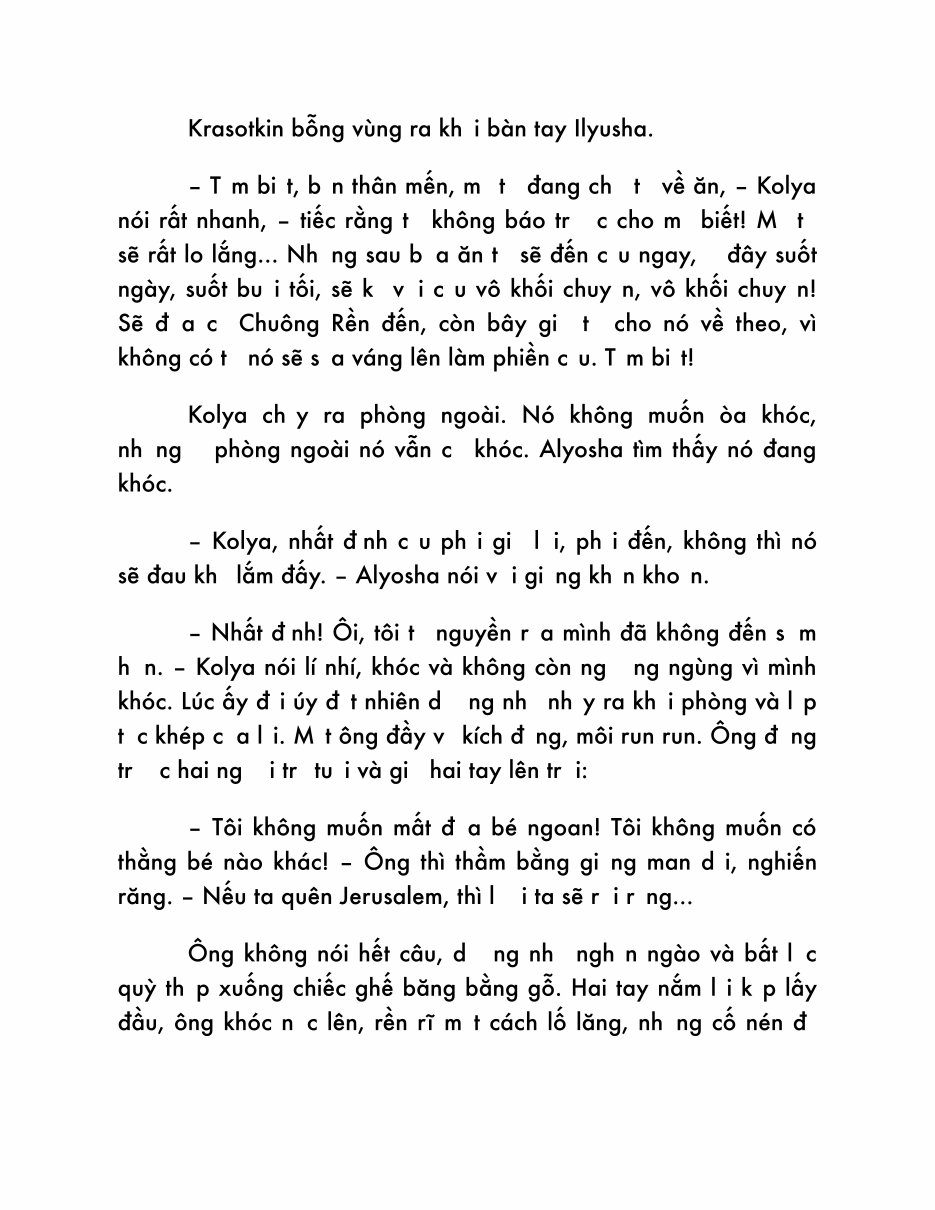 Krasotkin bỗng vùng ra kh i bàn tay Ilyusha.
– T m bi t, b n thân mến, m t đang ch t về ăn, – Kolya
nói rất nhanh, – tiếc rằng t không báo tr c cho m biết! M t
sẽ rất lo lắng... Nh ng sau b a ăn t sẽ đến c u ngay, đây suốt
ngày, suốt bu i tối, sẽ k v i c u vô khối chuy n, vô khối chuy n!
Sẽ đ a c Chuông Rền đến, còn bây gi t cho nó về theo, vì
không có t nó sẽ s a váng lên làm phiền c u. T m bi t!
Kolya ch y ra phòng ngoài. Nó không muốn òa khóc,
nh ng phòng ngoài nó vẫn c khóc. Alyosha tìm thấy nó đang
khóc.
– Kolya, nhất đ nh c u ph i gi l i, ph i đến, không thì nó
sẽ đau kh lắm đấy. – Alyosha nói v i gi ng kh n kho n.
– Nhất đ nh! Ôi, tôi t nguyền r a mình đã không đến s m
h n. – Kolya nói lí nhí, khóc và không còn ng ng ngùng vì mình
khóc. Lúc ấy đ i úy đ t nhiên d ng nh nh y ra kh i phòng và l p
t c khép c a l i. M t ông đầy v kích đ ng, môi run run. Ông đ ng
tr c hai ng i tr tu i và gi hai tay lên tr i:
– Tôi không muốn mất đ a bé ngoan! Tôi không muốn có
thằng bé nào khác! – Ông thì thầm bằng gi ng man d i, nghiến
răng. – Nếu ta quên Jerusalem, thì l i ta sẽ r i r ng...
Ông không nói hết câu, d ng nh ngh n ngào và bất l c
quỳ th p xuống chiếc ghế băng bằng gỗ. Hai tay nắm l i k p lấy
đầu, ông khóc n c lên, rền rĩ m t cách lố lăng, nh ng cố nén đ